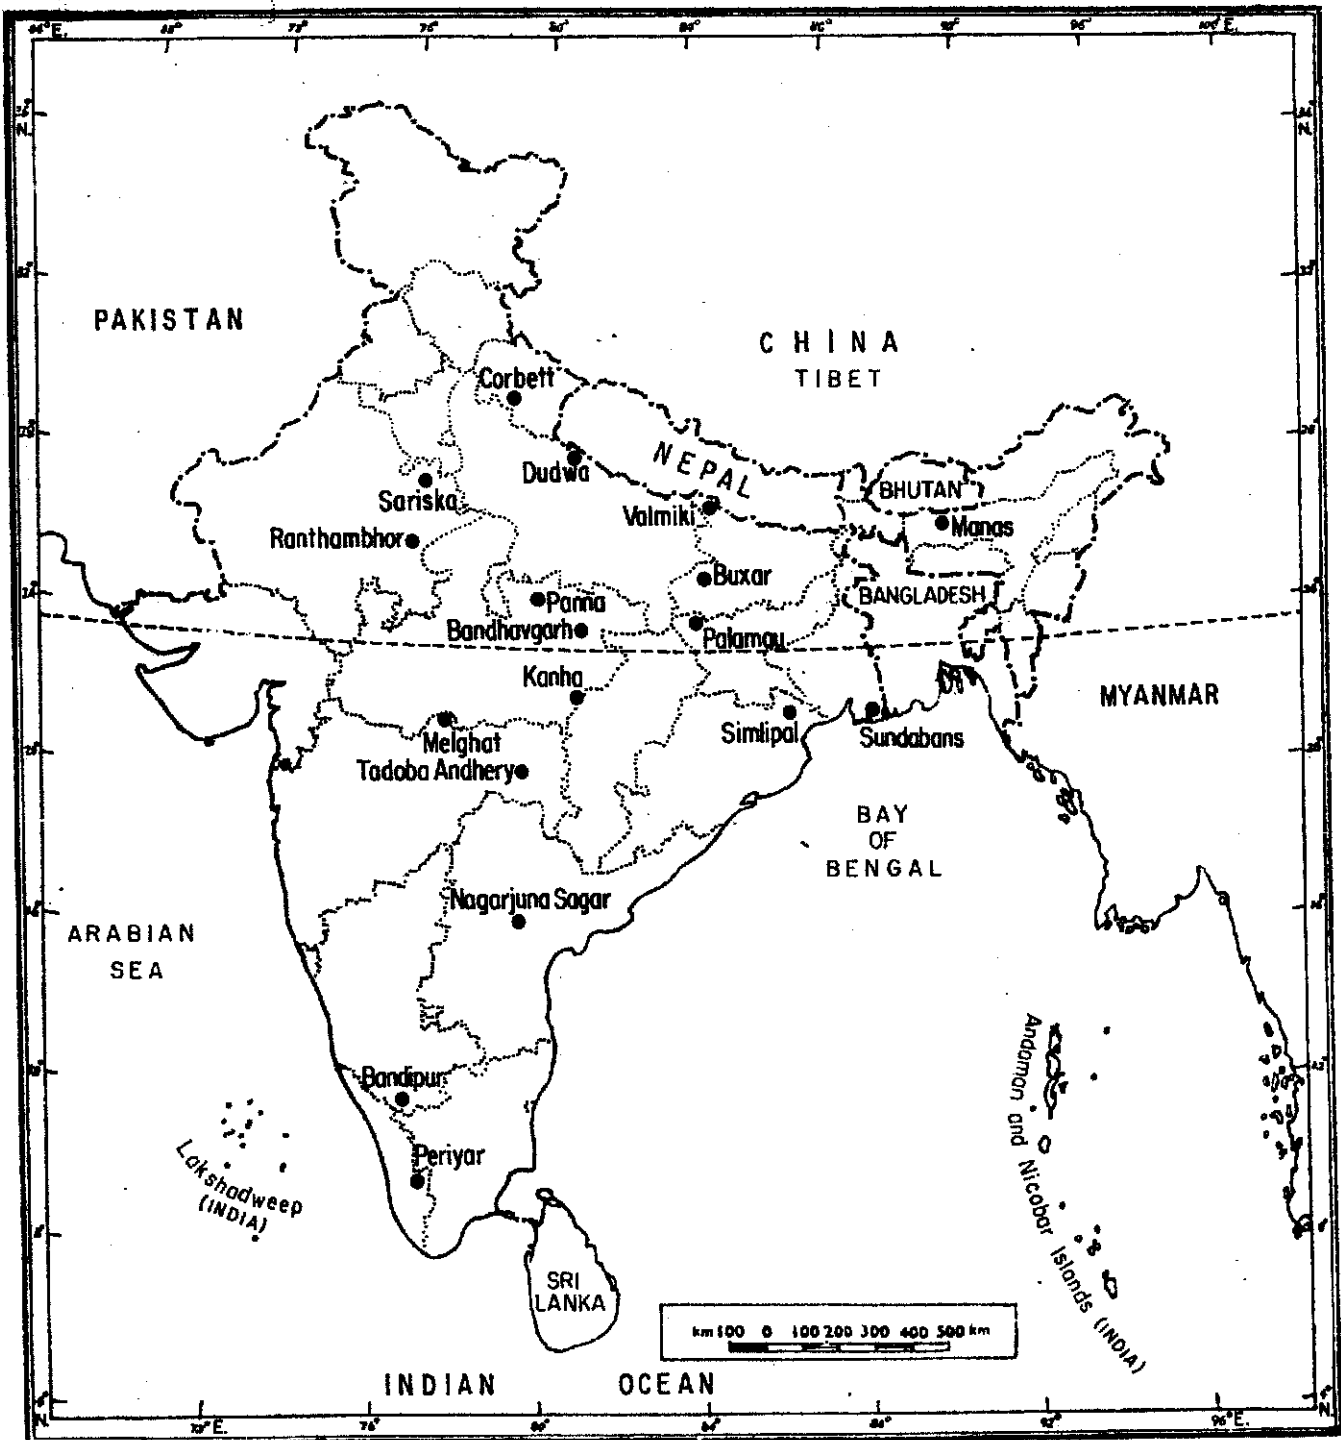 PAKISTAN
CHINA
TIBET
Corbett
Dudwa
NEPAL
Sariska
Valmiki
BHUTAN
Manas
Ranthambhor
Buxar
BANGLADESH
Panna
Bandhavgarh
Palamau
Kanha
MYANMAR
Simlipal
Sundabans
Melghat
Tadoba Andhery
BAY
OF
BENGAL
Nagarjuna Sagar
ARABIAN
SEA
Andaman and Nicobar Islands (INDIA)
Bandipur
Periyar
Lakshadweep
(INDIA)
SRI
LANKA
km 100 0 100 200 300 400 500 km
INDIAN OCEAN